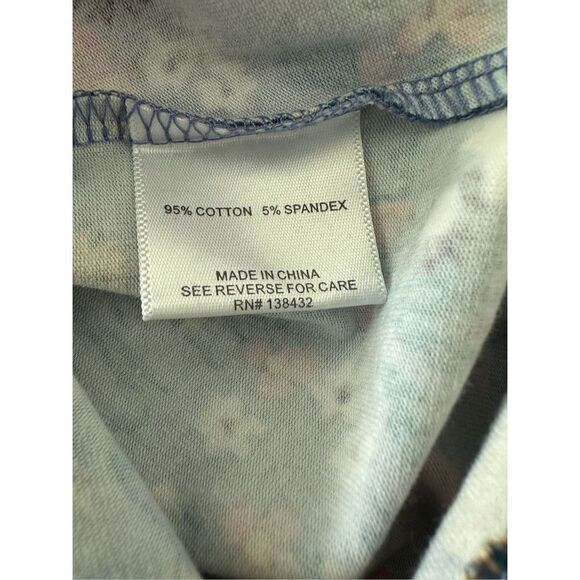 95% COTTON 5% SPANDEX
MADE IN CHINA
SEE REVERSE FOR CARE
RN# 138432